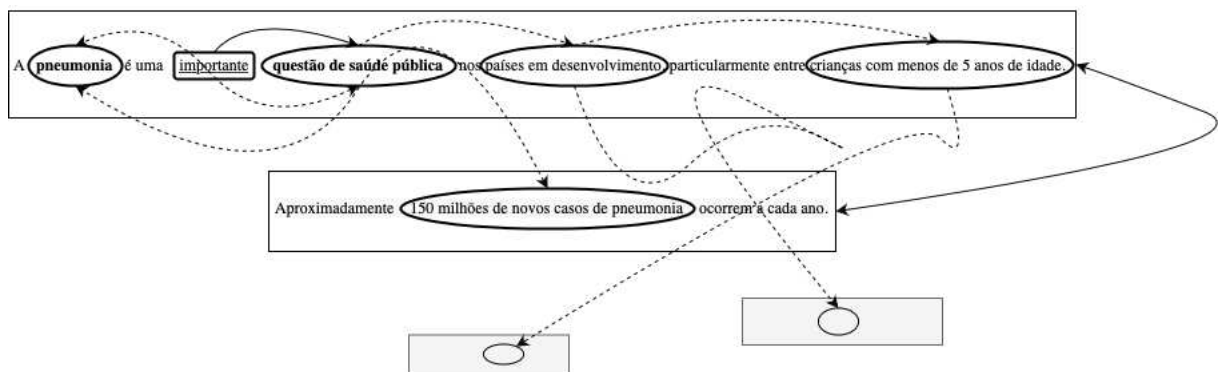 A pneumonia é uma importante questão de saúde pública nos países em desenvolvimento particularmente entre crianças com menos de 5 anos de idade.
Aproximadamente 150 milhões de novos casos de pneumonia ocorrem a cada ano.